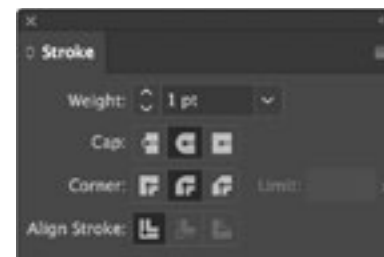 Stroke
Weight: 1 pt
Cap:
Corner: Limit:
Align Stroke: